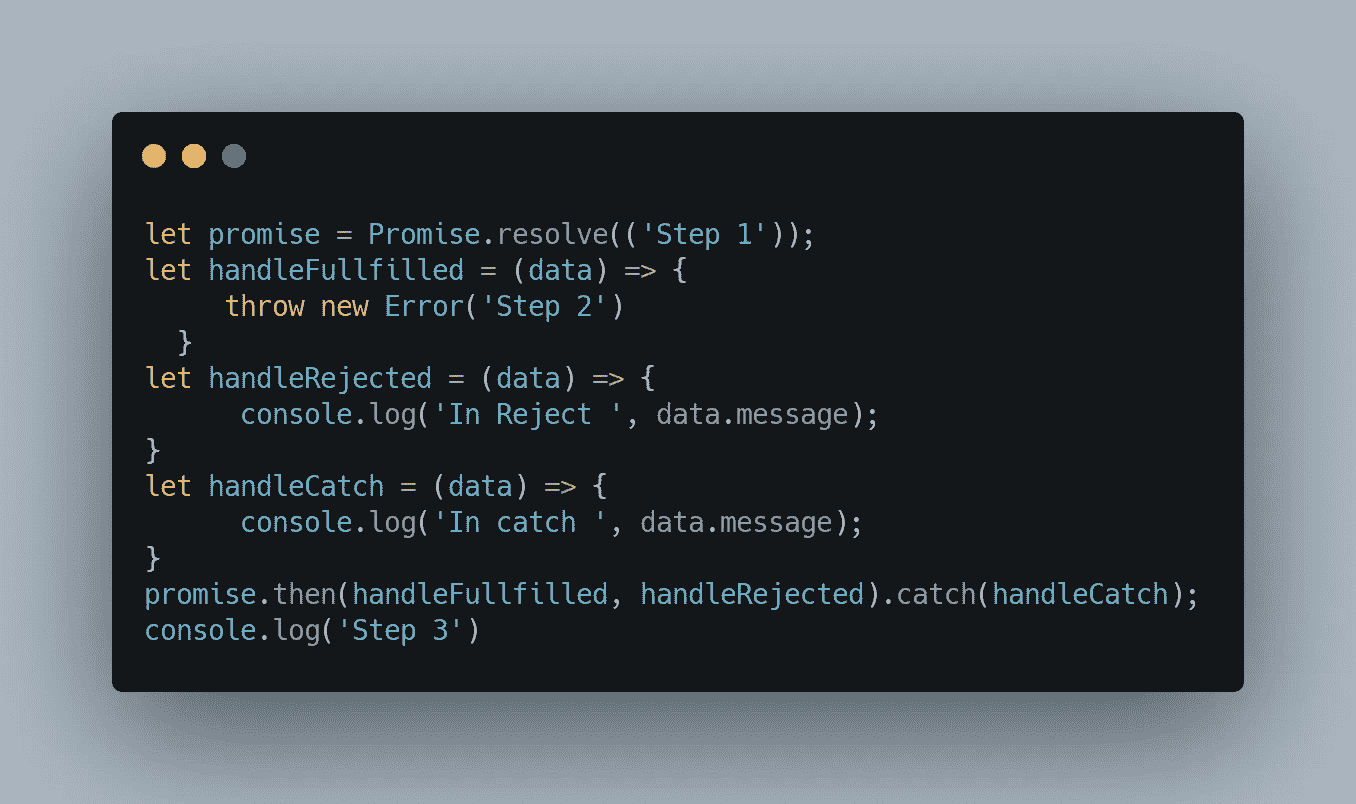 let promise = Promise.resolve(('Step 1'));
let handleFullfilled = (data) => {
     throw new Error('Step 2')
  }
let handleRejected = (data) => {
      console.log('In Reject ', data.message);
}
let handleCatch = (data) => {
      console.log('In catch ', data.message);
}
promise.then(handleFullfilled, handleRejected).catch(handleCatch);
console.log('Step 3')